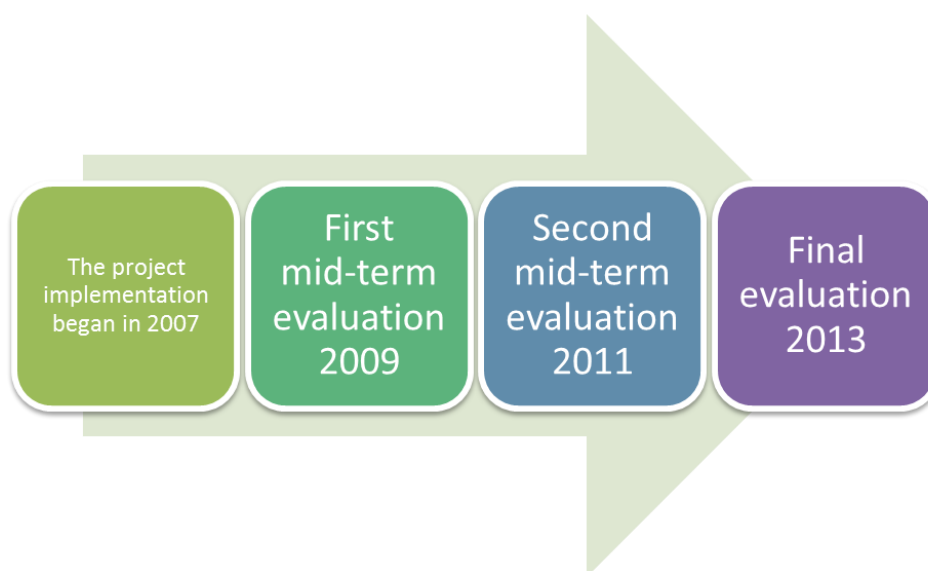 The project
implementation
began in 2007
First
mid-term
evaluation
2009
Second
mid-term
evaluation
2011
Final
evaluation
2013